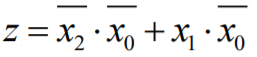 z = x̅₂ · x̅₀ + x₁ · x̅₀